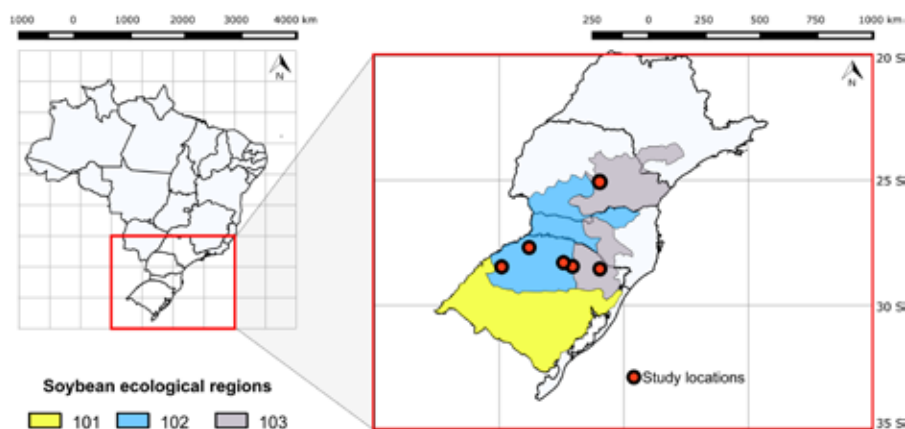 1000 0 1000 2000 3000 4000 km
250 0 250 500 750 1000 km
N
N
20 S
25 S
30 S
35 S
Study locations
Soybean ecological regions
101 102 103